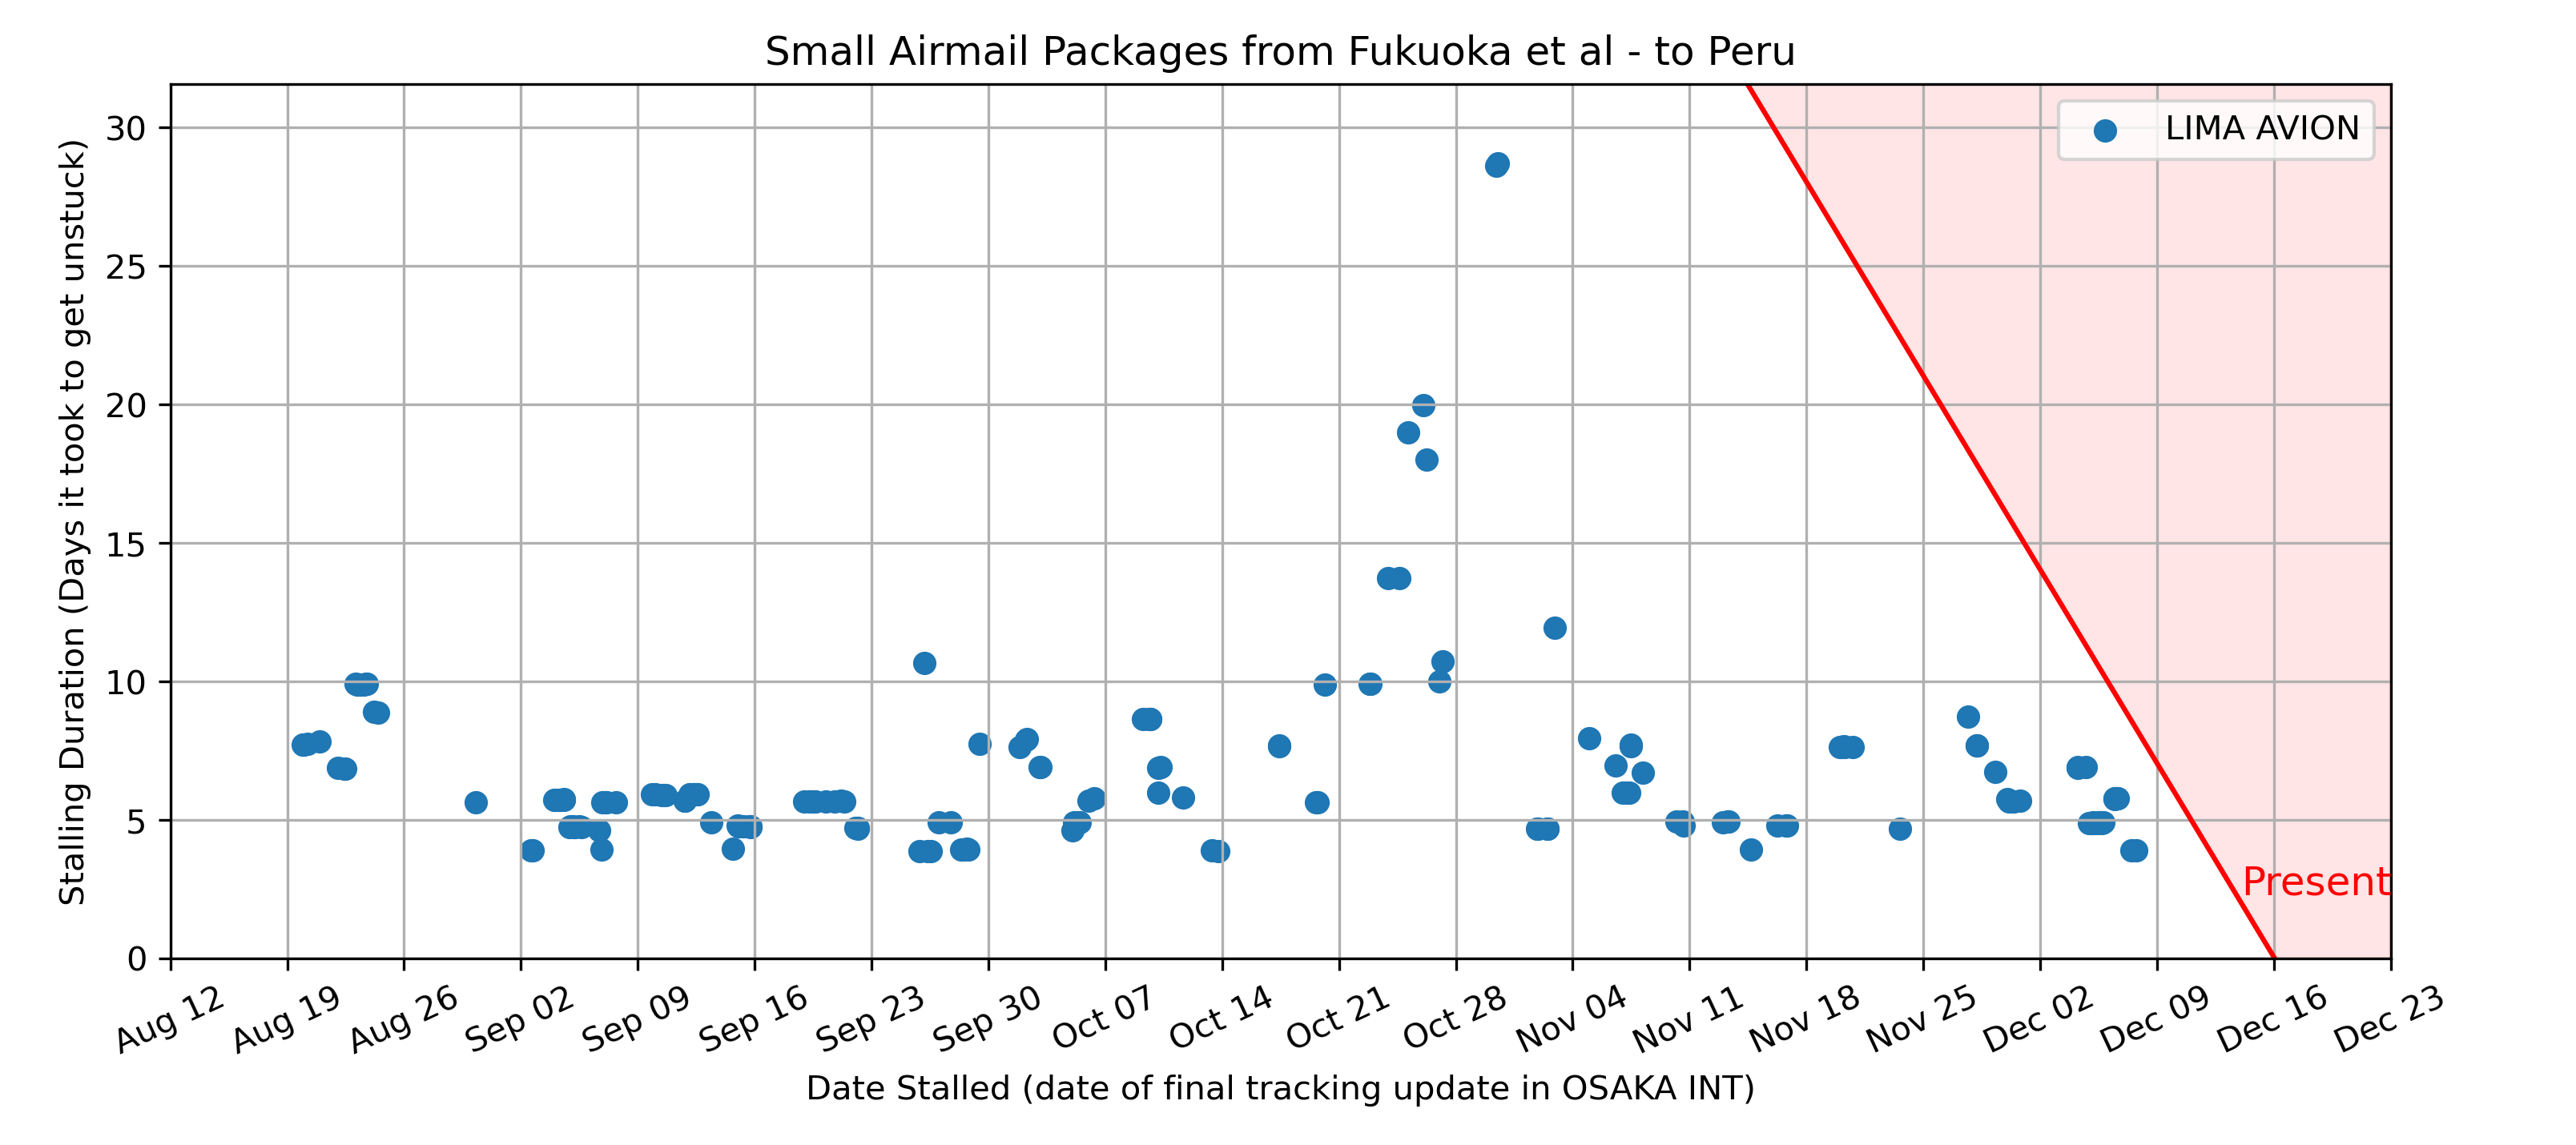 Small Airmail Packages from Fukuoka et al - to Peru
LIMA AVION
Stalling Duration (Days it took to get unstuck)
30
25
20
15
10
5
0
Present
Aug 12
Aug 19
Aug 26
Sep 02
Sep 09
Sep 16
Sep 23
Sep 30
Oct 07
Oct 14
Oct 21
Oct 28
Nov 04
Nov 11
Nov 18
Nov 25
Dec 02
Dec 09
Dec 16
Dec 23
Date Stalled (date of final tracking update in OSAKA INT)